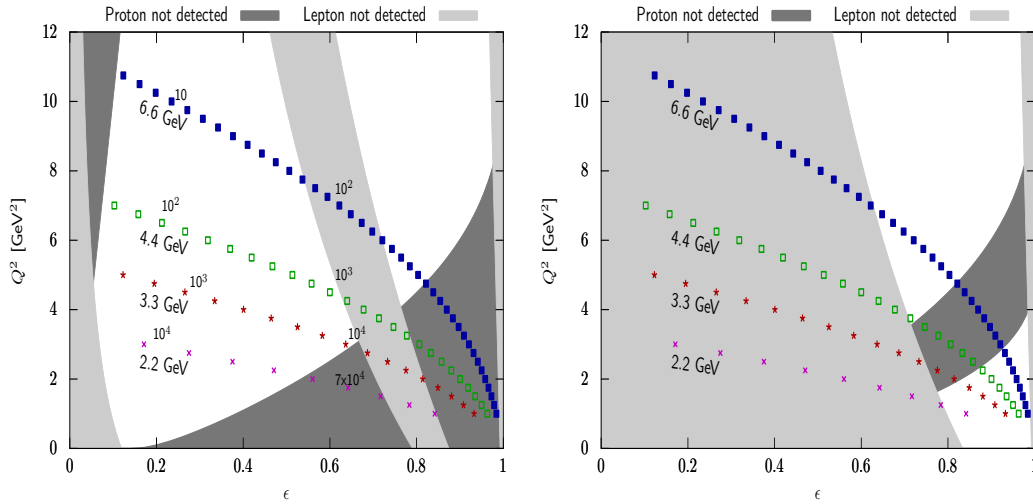 Proton not detected Lepton not detected
12
10
8
6
4
2
0
Q² [GeV²]
10
6.6 GeV
10²
10²
4.4 GeV
10³
10³
3.3 GeV
10⁴
10⁴
2.2 GeV
7x10⁴
0 0.2 0.4 0.6 0.8 1
ϵ
Proton not detected Lepton not detected
12
10
8
6
4
2
0
Q² [GeV²]
6.6 GeV
4.4 GeV
3.3 GeV
2.2 GeV
0 0.2 0.4 0.6 0.8 1
ϵ